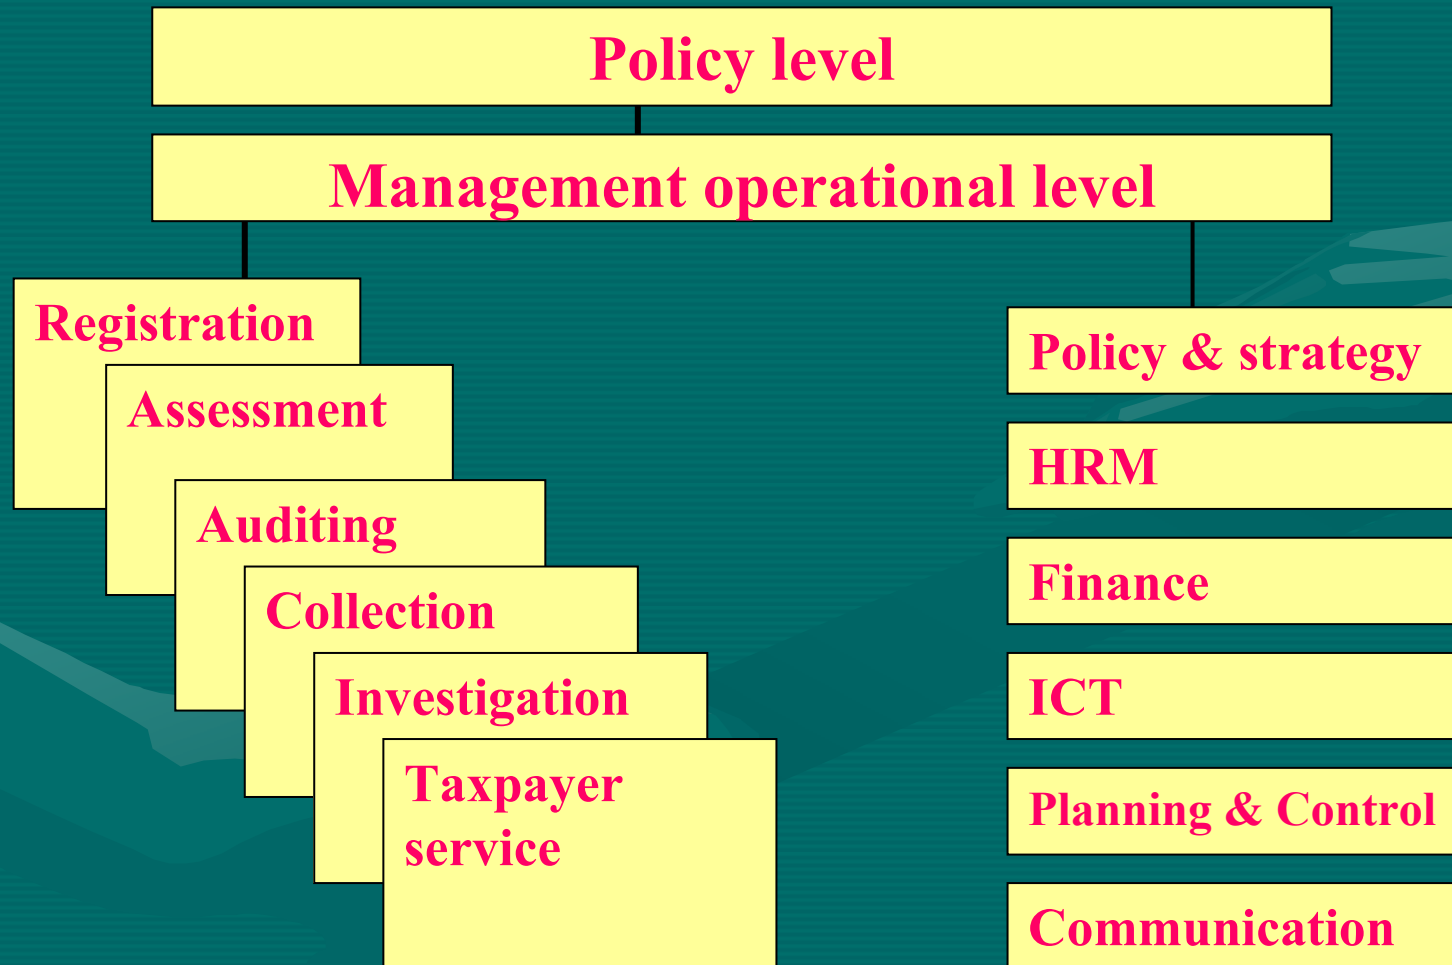 Policy level
Management operational level
Registration
Assessment
Auditing
Collection
Investigation
Taxpayer
service
Policy & strategy
HRM
Finance
ICT
Planning & Control
Communication